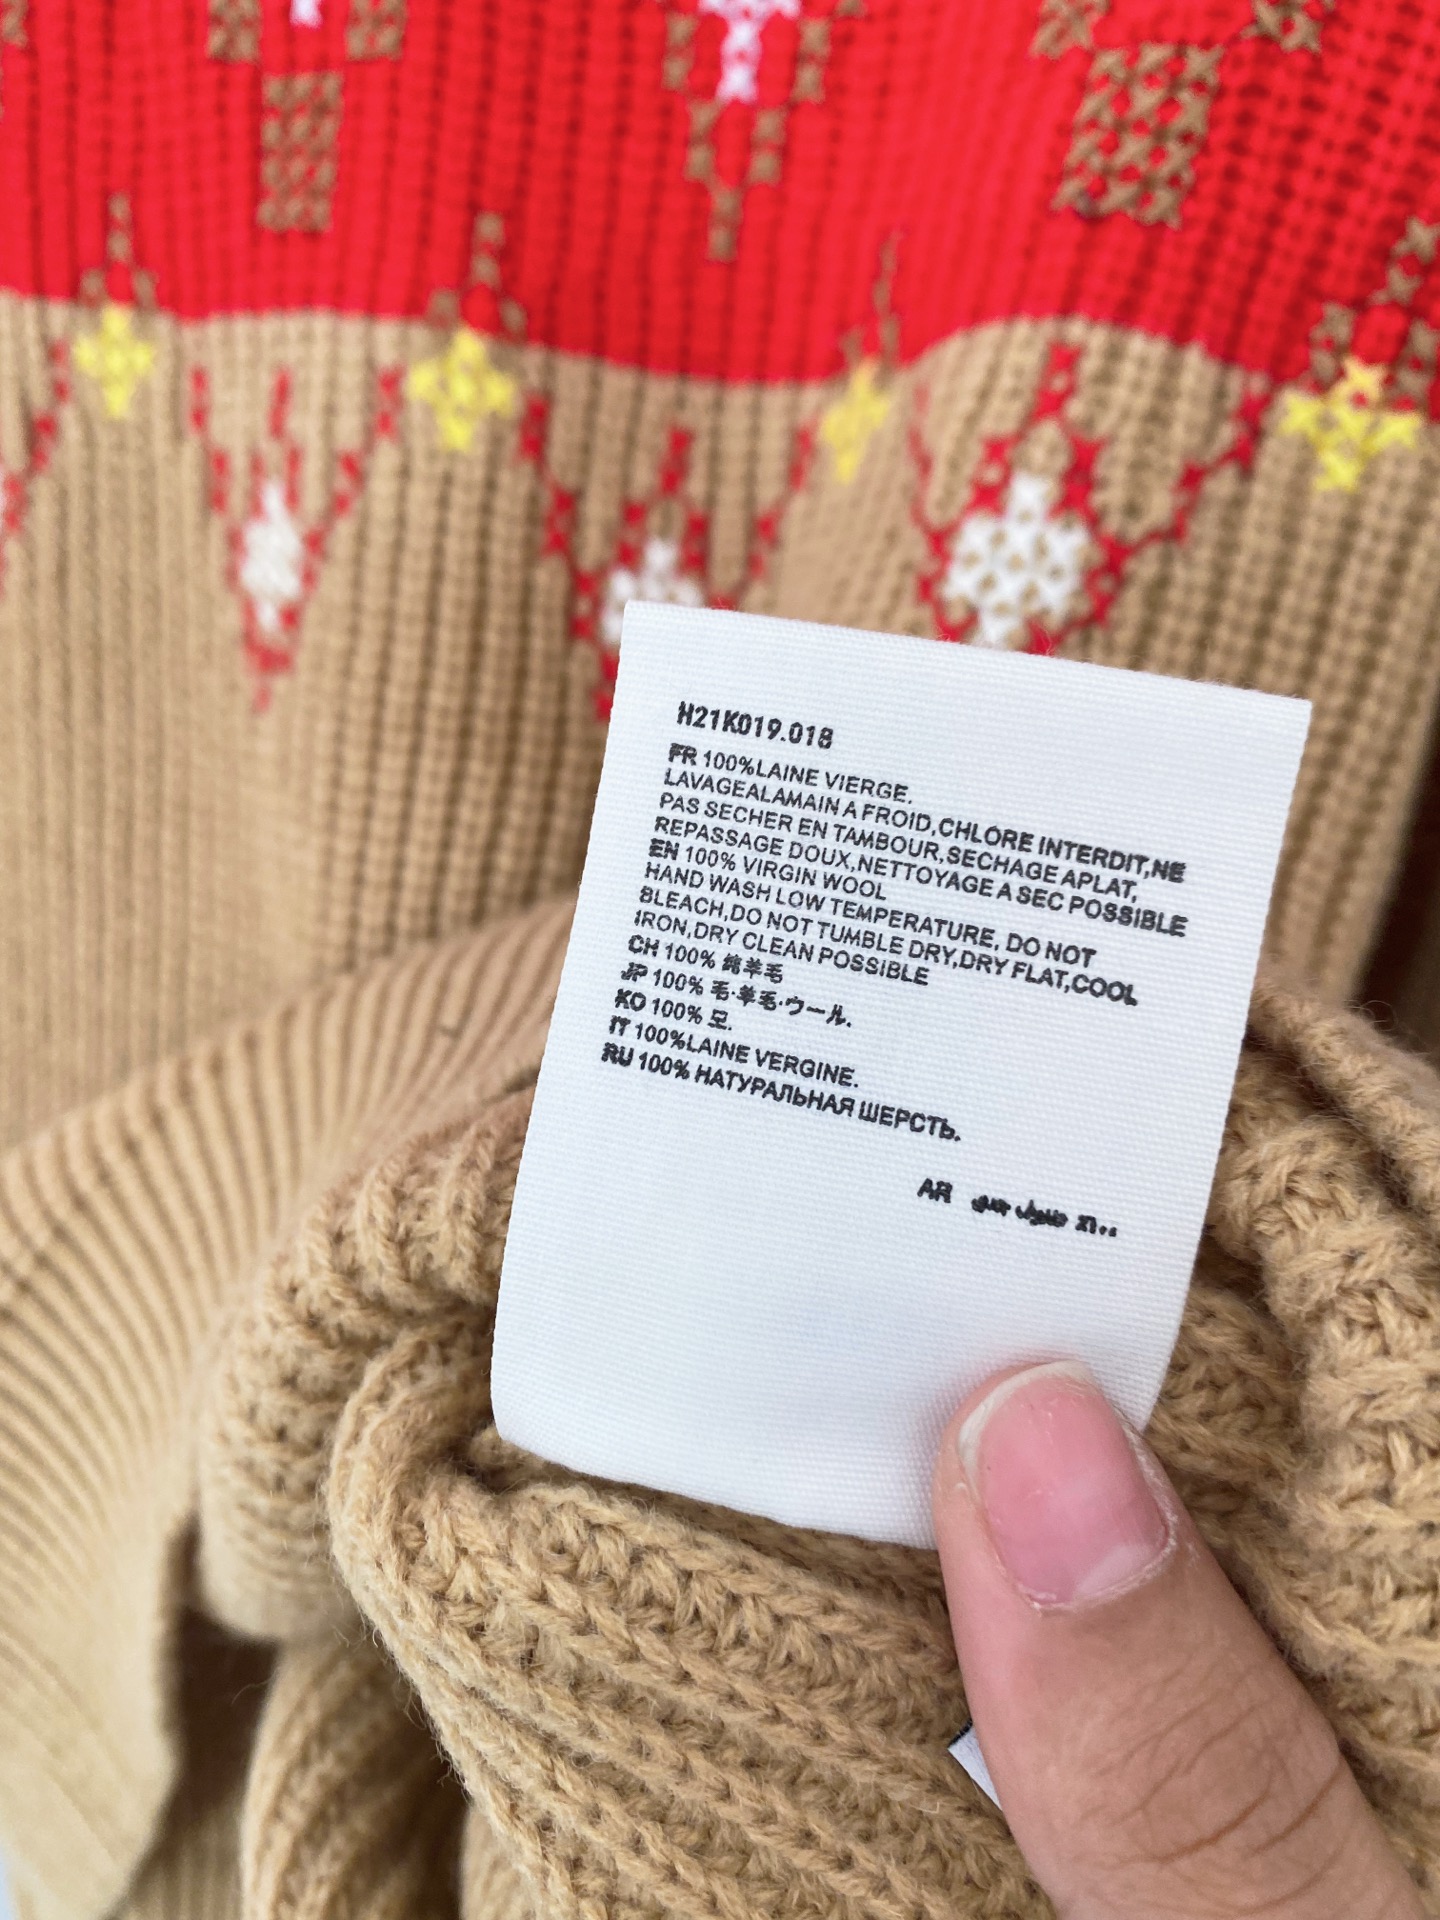 H21K019.018
FR 100%LAINE VIERGE.
LAVAGEALAMAIN A FROID,CHLORE INTERDIT,NE
PAS SECHER EN TAMBOUR,SECHAGE APLAT,
REPASSAGE DOUX,NETTOYAGE A SEC POSSIBLE
EN 100% VIRGIN WOOL
HAND WASH LOW TEMPERATURE, DO NOT
BLEACH,DO NOT TUMBLE DRY,DRY FLAT,COOL
IRON,DRY CLEAN POSSIBLE
CH 100% 纯羊毛
JP 100% 毛·羊毛·ウール.
KO 100% 모.
IT 100%LAINE VERGINE.
RU 100% НАТУРАЛЬНАЯ ШЕРСТЬ.
AR